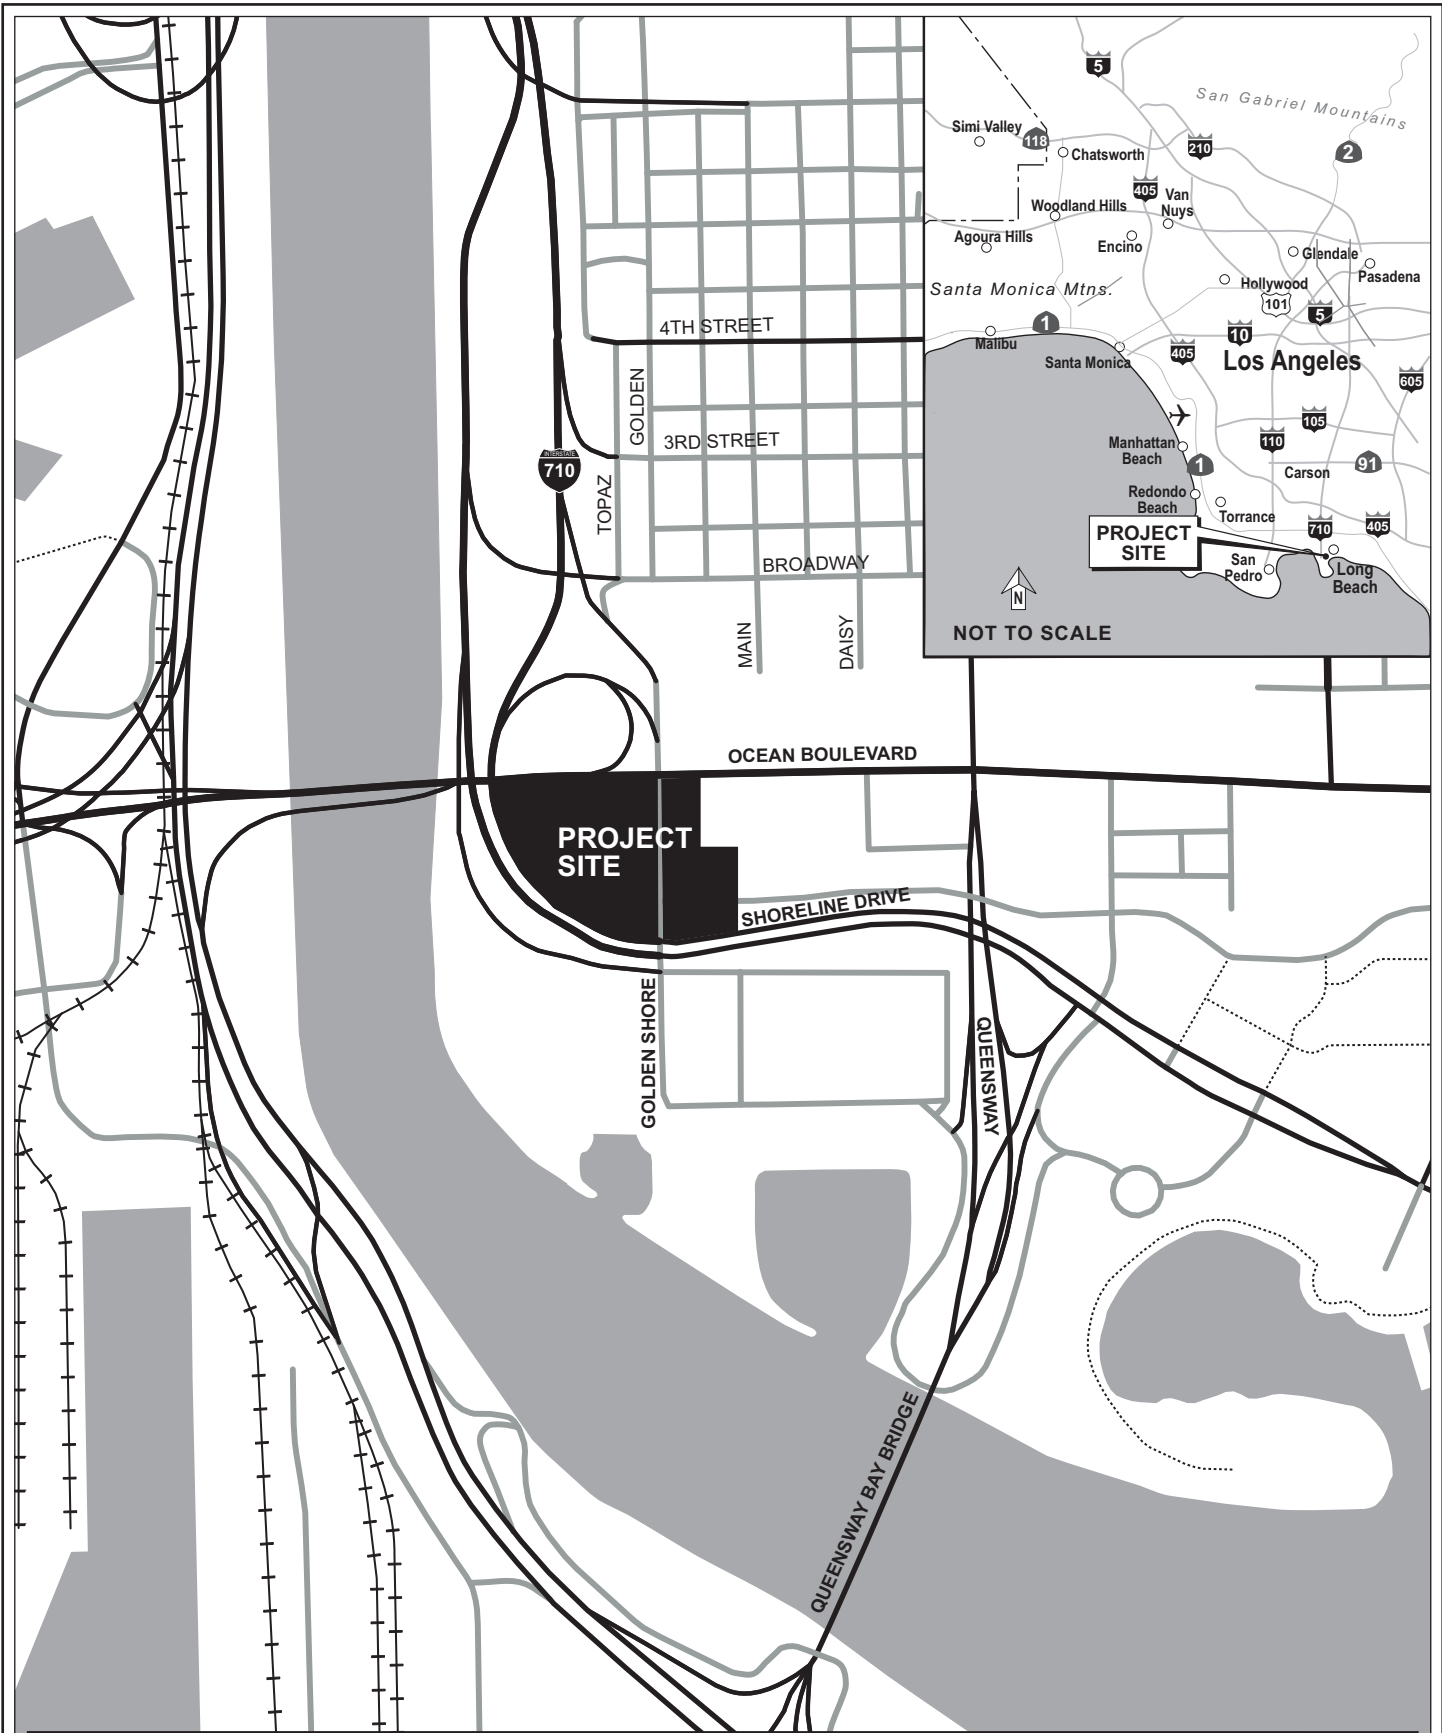 5
San Gabriel Mountains
Simi Valley
118
Chatsworth
210
2
405
Van
Nuys
Woodland Hills
Agoura Hills
Encino
Glendale
Pasadena
Hollywood
101
Santa Monica Mtns.
1
5
10
Malibu
Santa Monica
405
Los Angeles
605
105
110
Manhattan
Beach
1
Carson
91
Redondo
Beach
Torrance
710
405
PROJECT
SITE
San
Pedro
Long
Beach
N
NOT TO SCALE
4TH STREET
GOLDEN
3RD STREET
INTERSTATE
710
TOPAZ
BROADWAY
MAIN
DAISY
OCEAN BOULEVARD
PROJECT
SITE
SHORELINE DRIVE
GOLDEN SHORE
QUEENSWAY
QUEENSWAY BAY BRIDGE